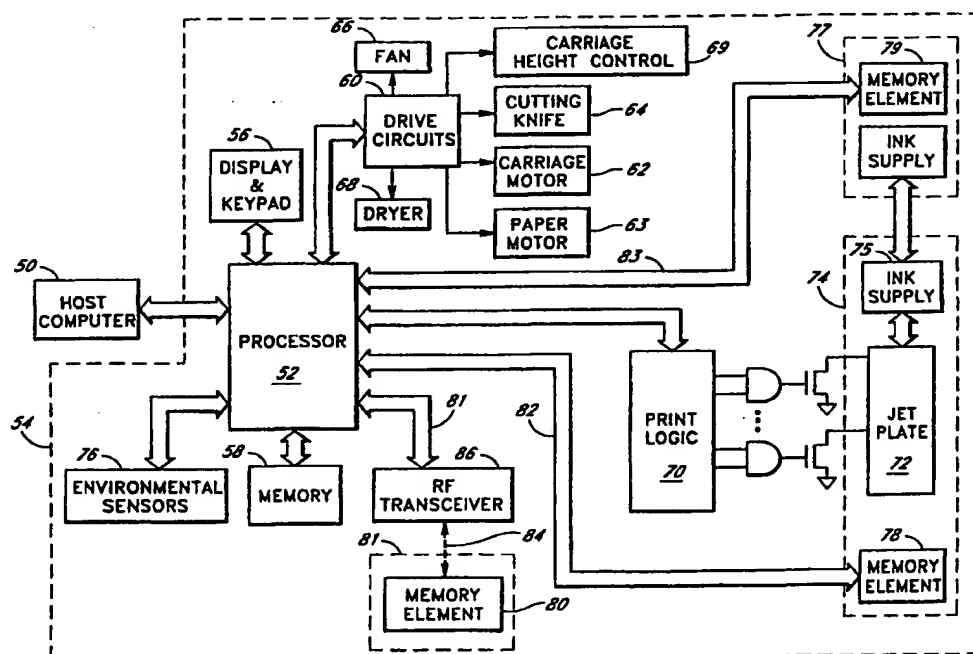 66
FAN
60
DRIVE
CIRCUITS
CARRIAGE
HEIGHT CONTROL
69
CUTTING
KNIFE
64
CARRIAGE
MOTOR
62
PAPER
MOTOR
63
68
DRYER
56
DISPLAY
&
KEYPAD
77
79
MEMORY
ELEMENT
INK
SUPPLY
83
50
HOST
COMPUTER
PROCESSOR
52
74
75
INK
SUPPLY
54
76
ENVIRONMENTAL
SENSORS
58
MEMORY
81
86
RF
TRANSCEIVER
82
PRINT
LOGIC
70
JET
PLATE
72
84
81
MEMORY
ELEMENT
80
78
MEMORY
ELEMENT